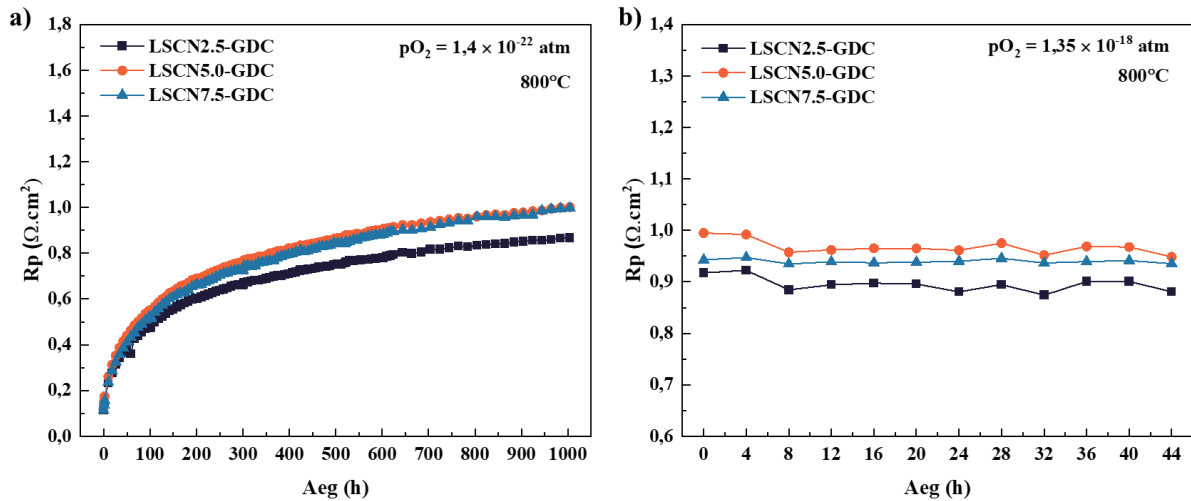 a)
1,8
1,6
1,4
1,2
1,0
0,8
0,6
0,4
0,2
0,0
Rp (Ω.cm²)
LSCN2.5-GDC
LSCN5.0-GDC
LSCN7.5-GDC
pO₂ = 1,4 × 10⁻²² atm
800°C
0 100 200 300 400 500 600 700 800 900 1000
Aeg (h)
b)
1,4
1,3
1,2
1,1
1,0
0,9
0,8
0,7
0,6
Rp (Ω.cm²)
LSCN2.5-GDC
LSCN5.0-GDC
LSCN7.5-GDC
pO₂ = 1,35 × 10⁻¹⁸ atm
800°C
0 4 8 12 16 20 24 28 32 36 40 44
Aeg (h)